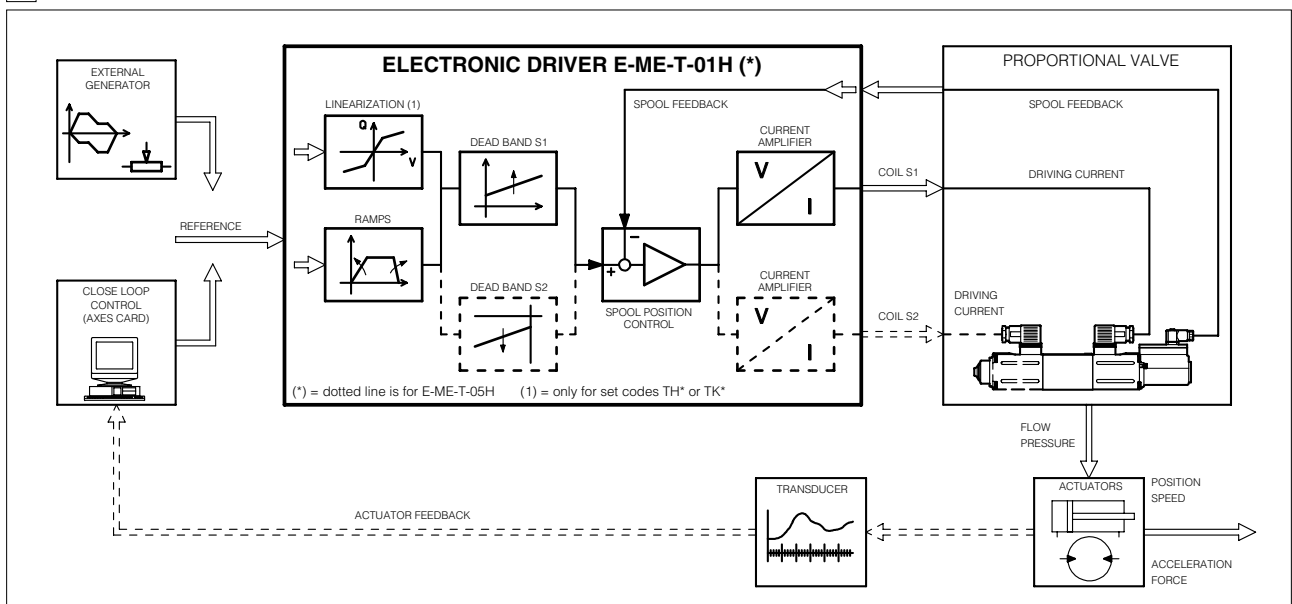 EXTERNAL
GENERATOR
ELECTRONIC DRIVER E-ME-T-01H (*)
PROPORTIONAL VALVE
LINEARIZATION (1)
Q
V
SPOOL FEEDBACK
SPOOL FEEDBACK
DEAD BAND S1
CURRENT
AMPLIFIER
V
I
COIL S1
DRIVING CURRENT
REFERENCE
RAMPS
+
−
SPOOL POSITION
CONTROL
CLOSE LOOP
CONTROL
(AXES CARD)
DEAD BAND S2
CURRENT
AMPLIFIER
V
I
COIL S2
DRIVING
CURRENT
(*) = dotted line is for E-ME-T-05H
(1) = only for set codes TH* or TK*
FLOW
PRESSURE
TRANSDUCER
ACTUATORS
POSITION
SPEED
ACTUATOR FEEDBACK
ACCELERATION
FORCE